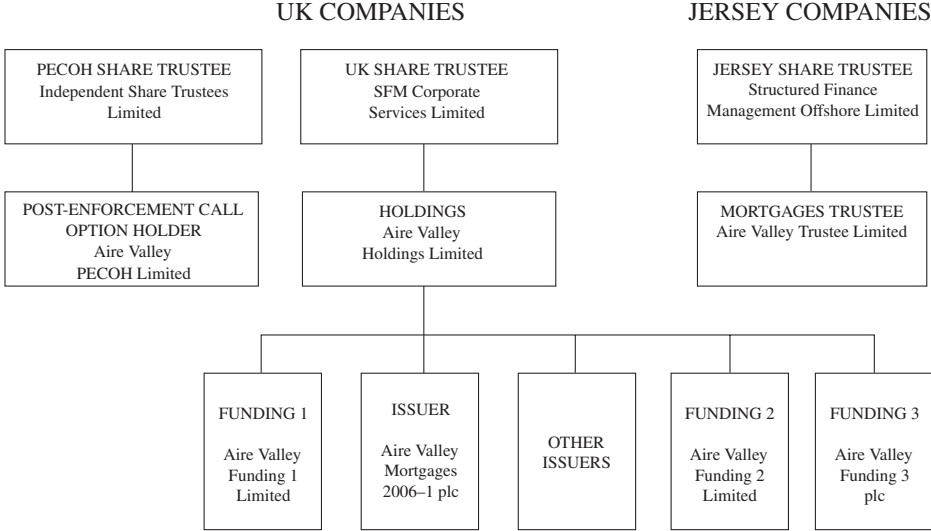 UK COMPANIES
JERSEY COMPANIES
PECOH SHARE TRUSTEE
Independent Share Trustees
Limited
UK SHARE TRUSTEE
SFM Corporate
Services Limited
JERSEY SHARE TRUSTEE
Structured Finance
Management Offshore Limited
POST-ENFORCEMENT CALL
OPTION HOLDER
Aire Valley
PECOH Limited
HOLDINGS
Aire Valley
Holdings Limited
MORTGAGES TRUSTEE
Aire Valley Trustee Limited
FUNDING 1
Aire Valley
Funding 1
Limited
ISSUER
Aire Valley
Mortgages
2006–1 plc
OTHER
ISSUERS
FUNDING 2
Aire Valley
Funding 2
Limited
FUNDING 3
Aire Valley
Funding 3
plc